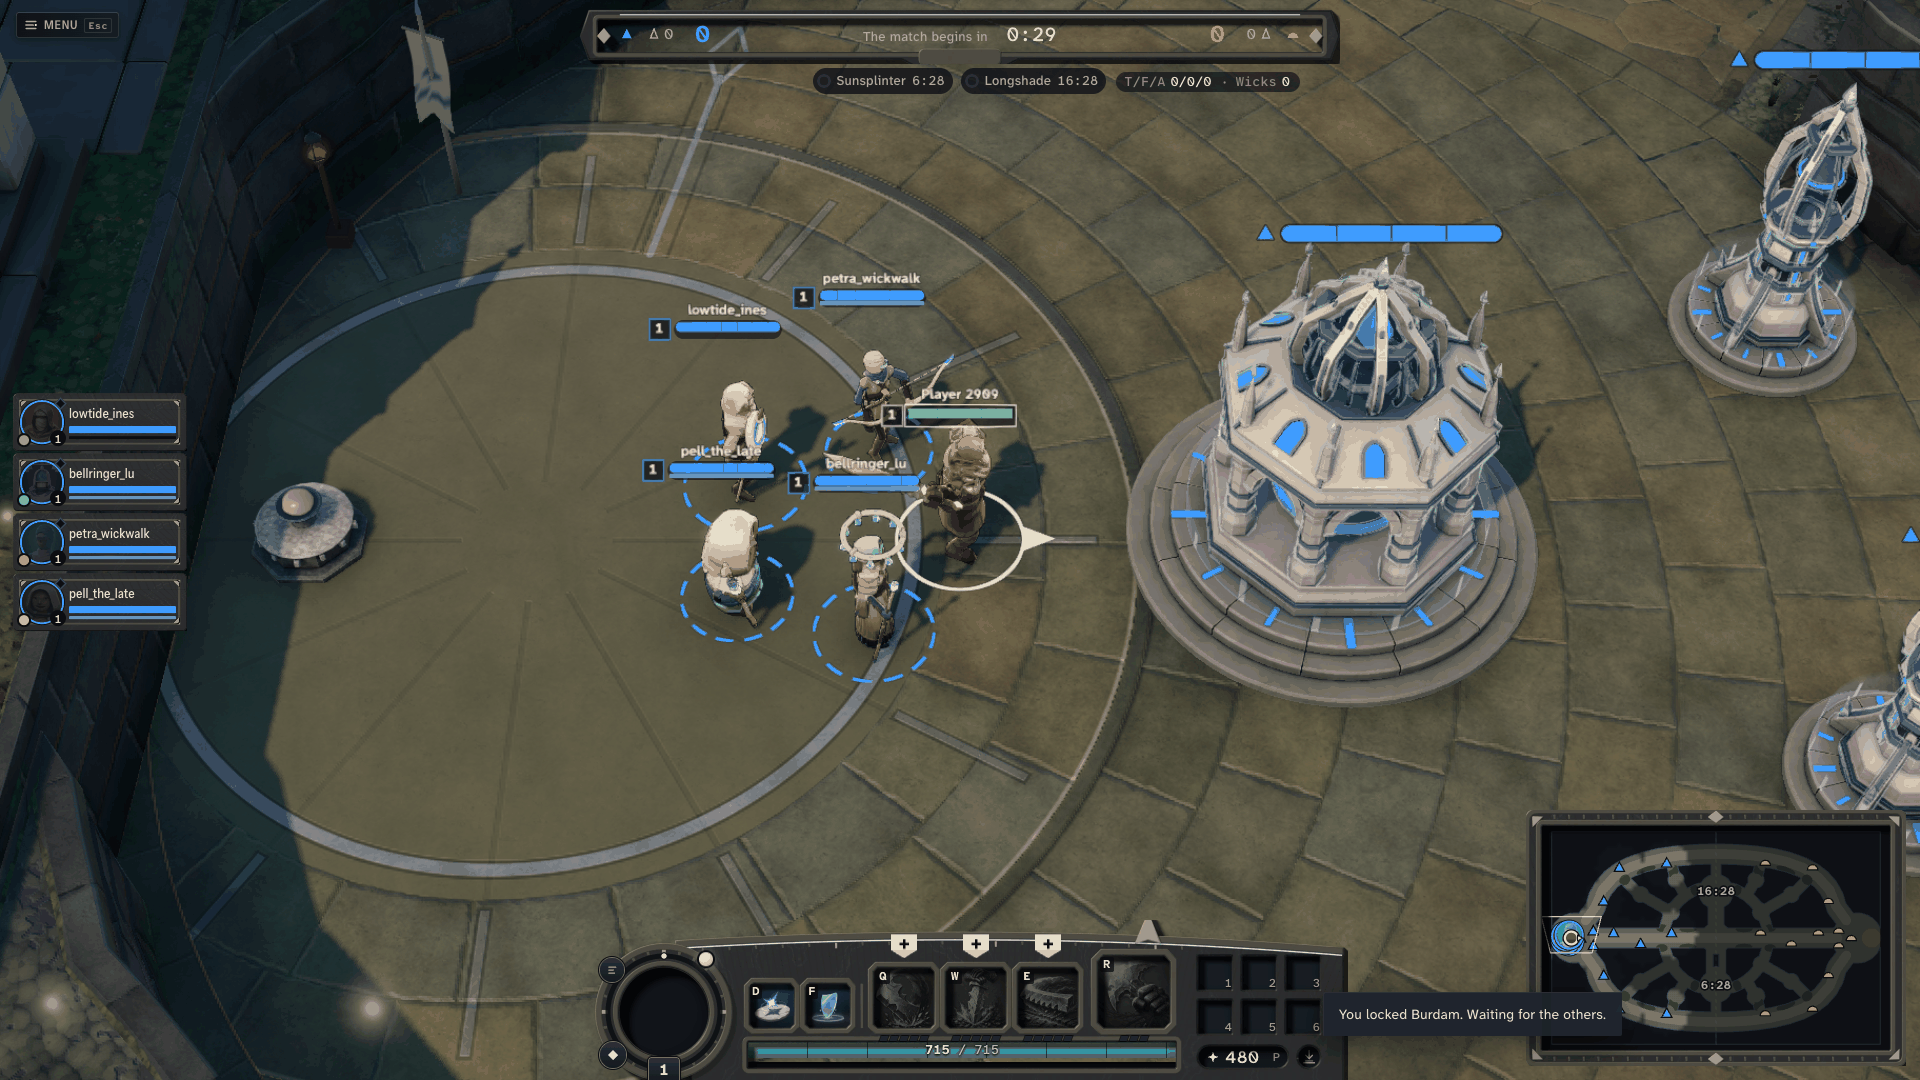 MENU Esc
0 0 The match begins in 0:29 0 0
Sunsplinter 6:28 Longshade 16:28 T/F/A 0/0/0 · Wicks 0
petra_wickwalk
1
lowtide_ines
1
Player 2909
1
pell_the_late
1
bellringer_lu
1
lowtide_ines
1
bellringer_lu
1
petra_wickwalk
1
pell_the_late
1
16:28
6:28
D F Q W E R
1 2 3
4 5 6
You locked Burdam. Waiting for the others.
715 / 715
480 P
1